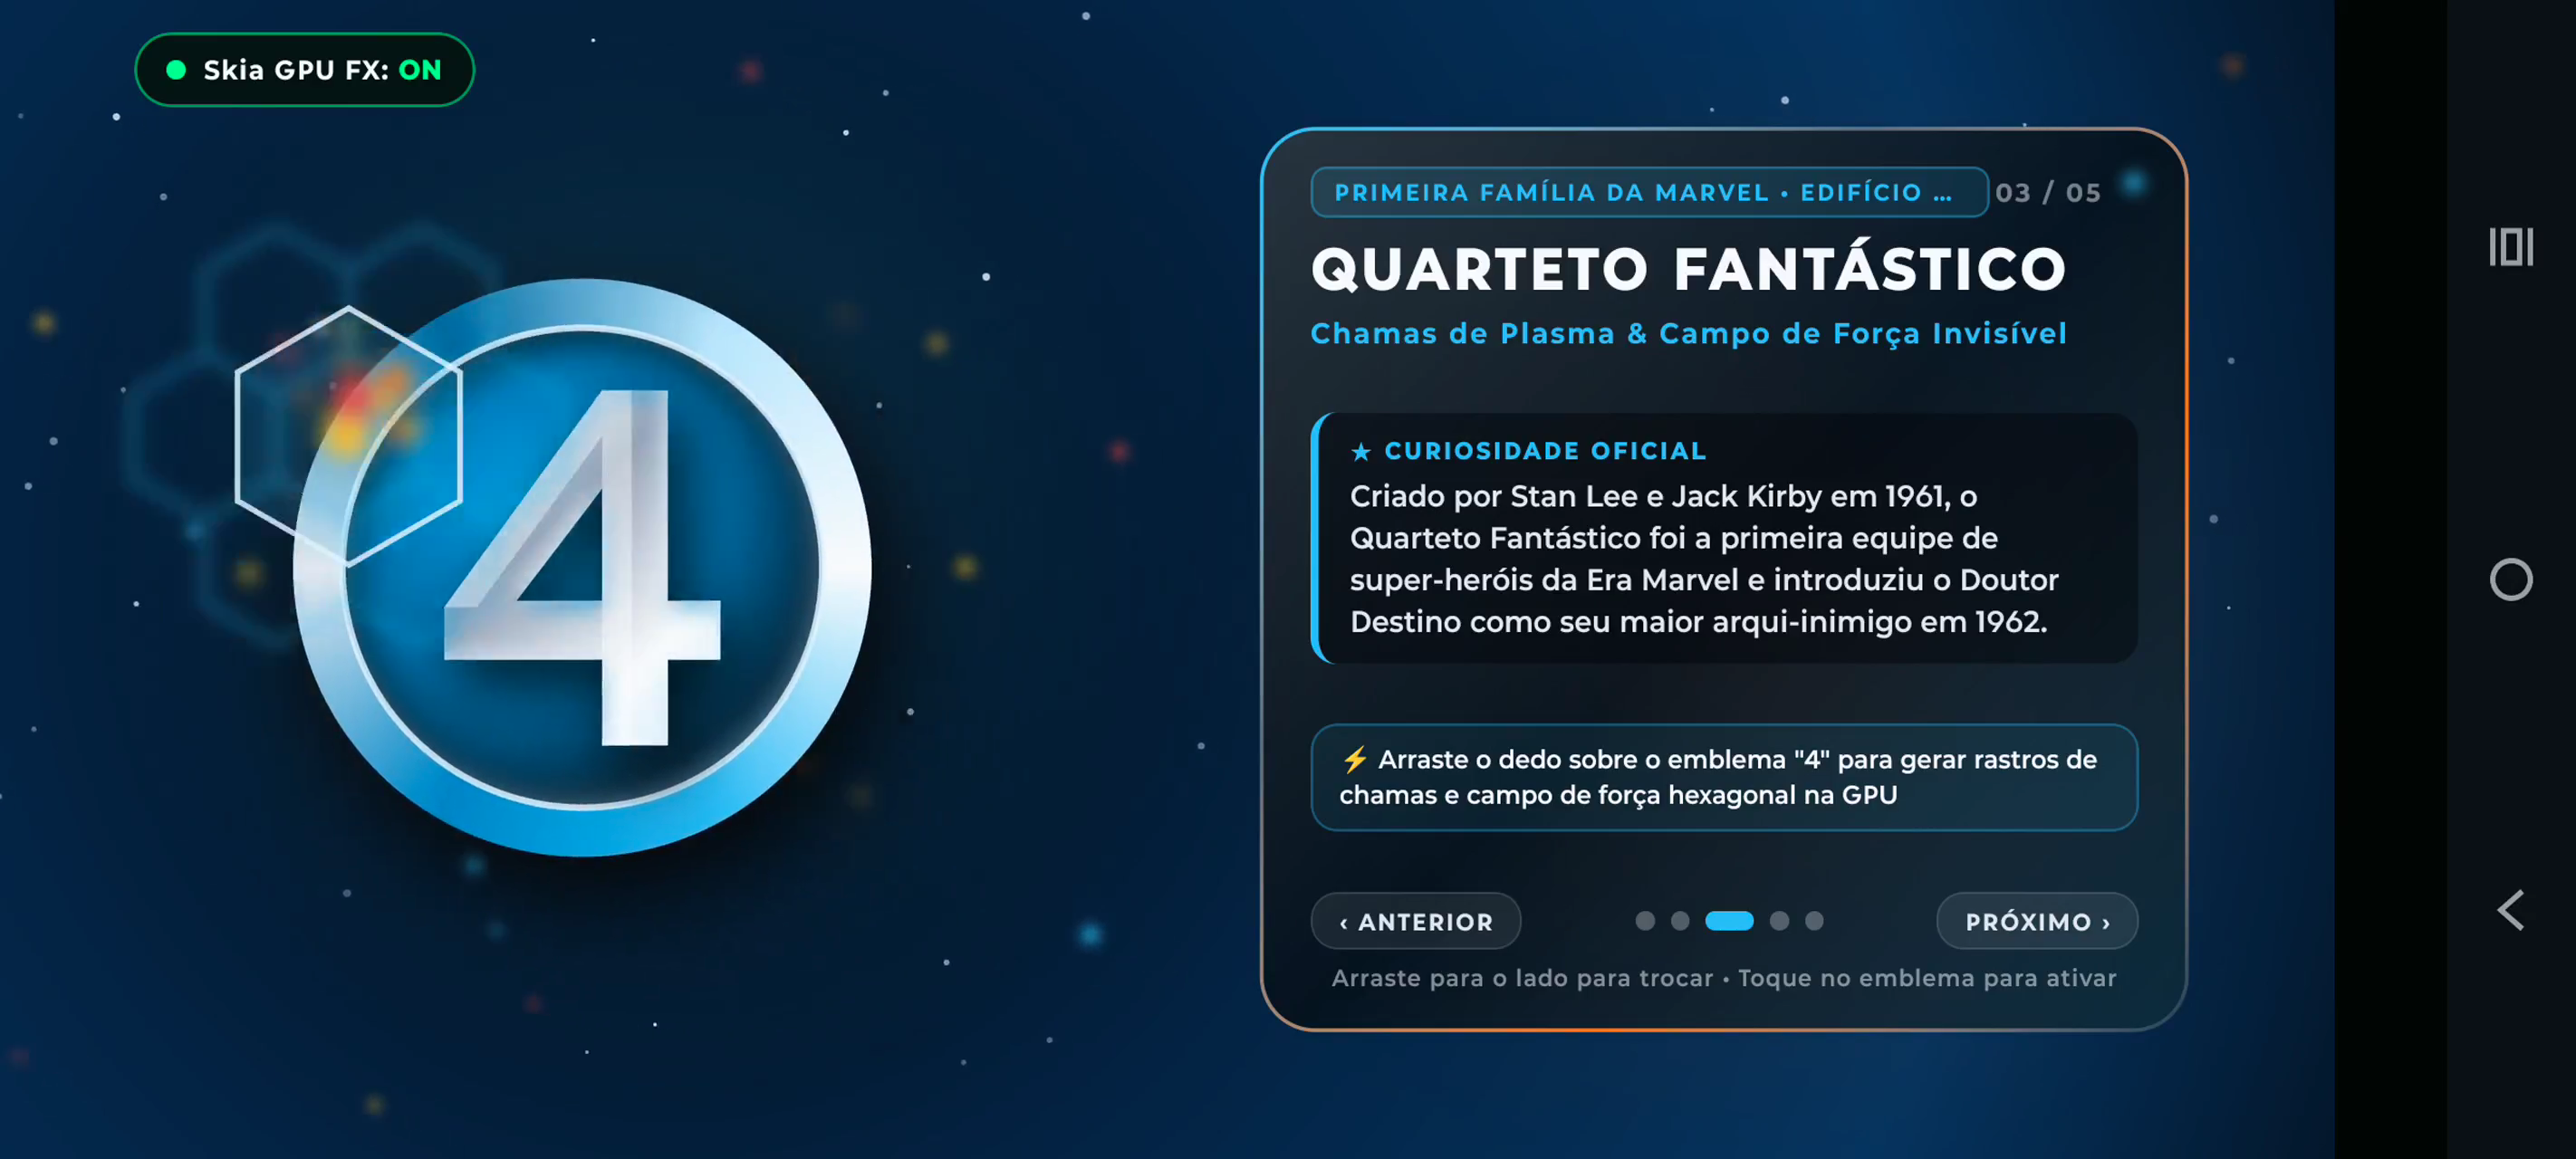 Skia GPU FX: ON
PRIMEIRA FAMÍLIA DA MARVEL • EDIFÍCIO ...
03 / 05
QUARTETO FANTÁSTICO
Chamas de Plasma & Campo de Força Invisível
★ CURIOSIDADE OFICIAL
Criado por Stan Lee e Jack Kirby em 1961, o
Quarteto Fantástico foi a primeira equipe de
super-heróis da Era Marvel e introduziu o Doutor
Destino como seu maior arqui-inimigo em 1962.
⚡ Arraste o dedo sobre o emblema "4" para gerar rastros de
chamas e campo de força hexagonal na GPU
‹ ANTERIOR
PRÓXIMO ›
Arraste para o lado para trocar • Toque no emblema para ativar
4